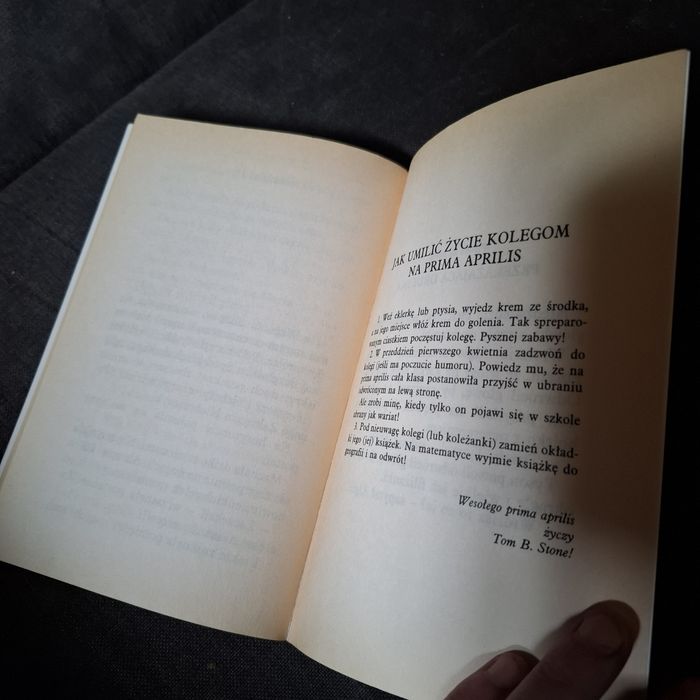 JAK UMILIĆ ŻYCIE KOLEGOM
NA PRIMA APRILIS
1. Weź eklerkę lub ptysia, wyjedz krem ze środka,
a na jego miejsce włóż krem do golenia. Tak spreparo-
wanym ciastkiem poczęstuj kolegę. Pysznej zabawy!
2. W przeddzień pierwszego kwietnia zadzwoń do
kolegi (jeśli ma poczucie humoru). Powiedz mu, że na
prima aprilis cała klasa postanowiła przyjść w ubraniu
odwróconym na lewą stronę.
Ale zrobi minę, kiedy tylko on pojawi się w szkole
ubrany jak wariat!
3. Pod nieuwagę kolegi (lub koleżanki) zamień okład-
ki jego (jej) książek. Na matematyce wyjmie książkę do
geografii i na odwrót!
Wesołego prima aprilis
życzy
Tom B. Stone!